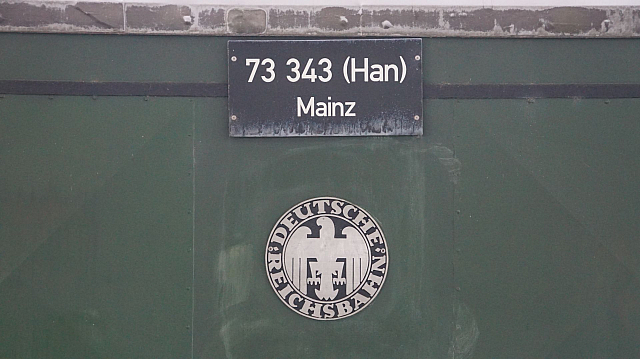 73 343 (Han)
Mainz
DEUTSCHE
REICHSBAHN